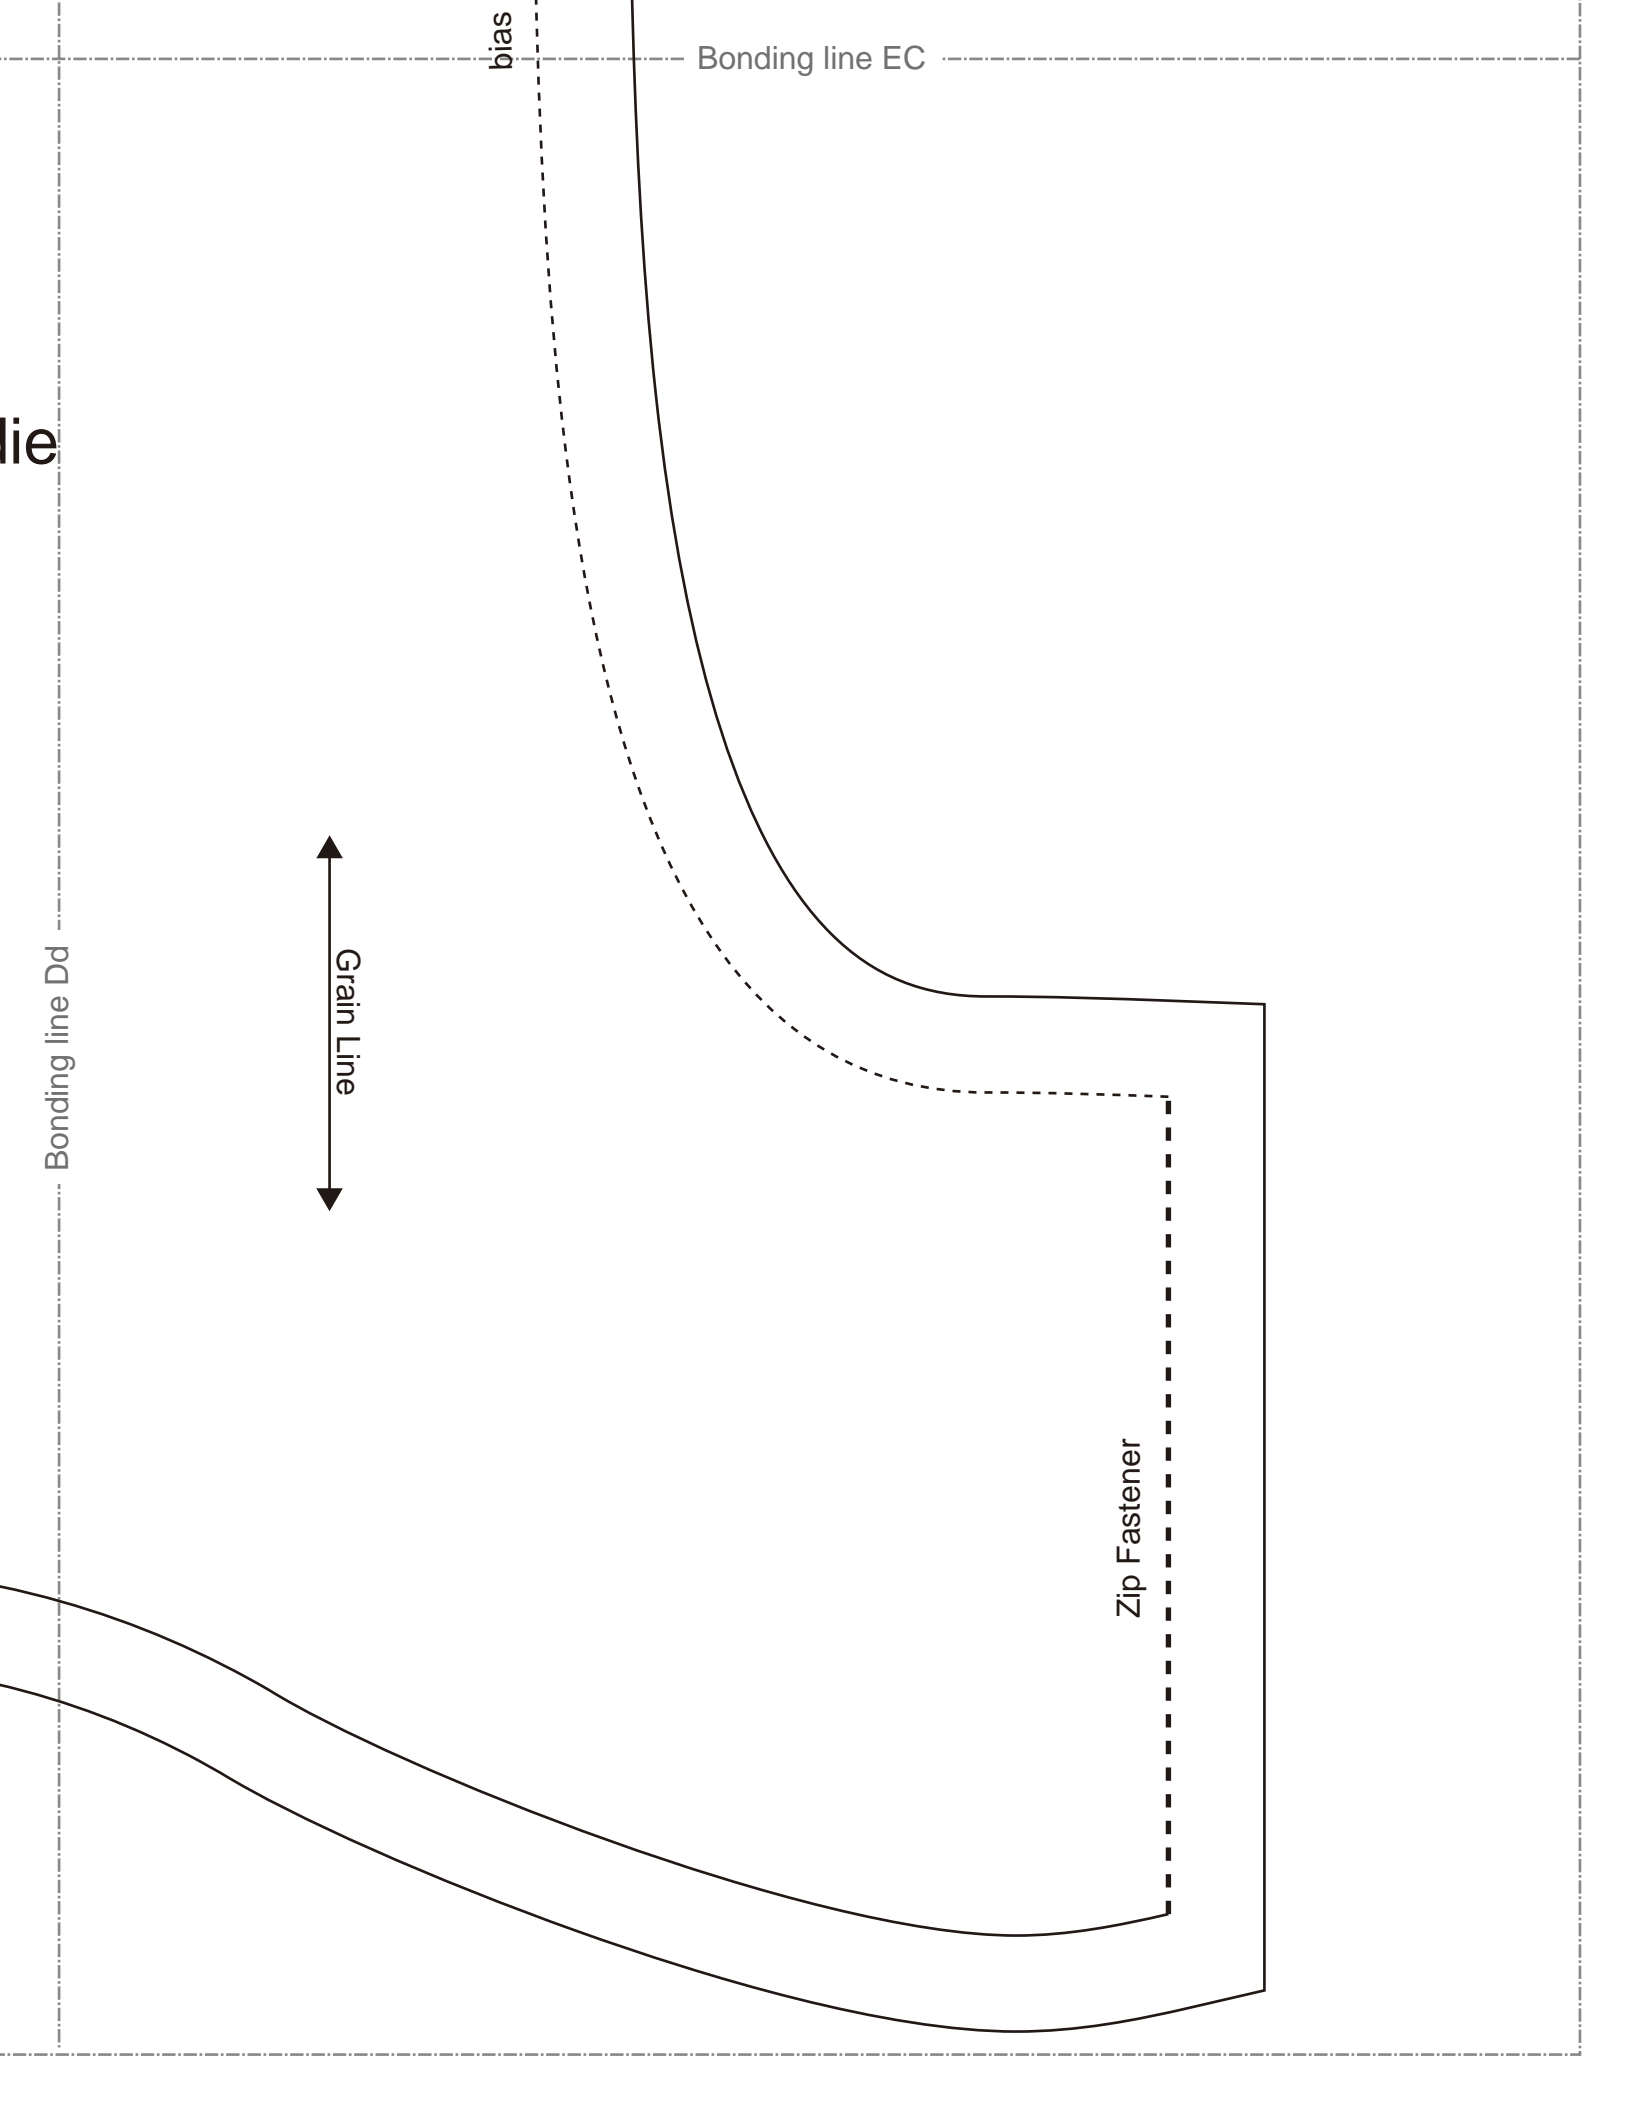 bias
Bonding line EC
die
Bonding line Dd
Grain Line
Zip Fastener